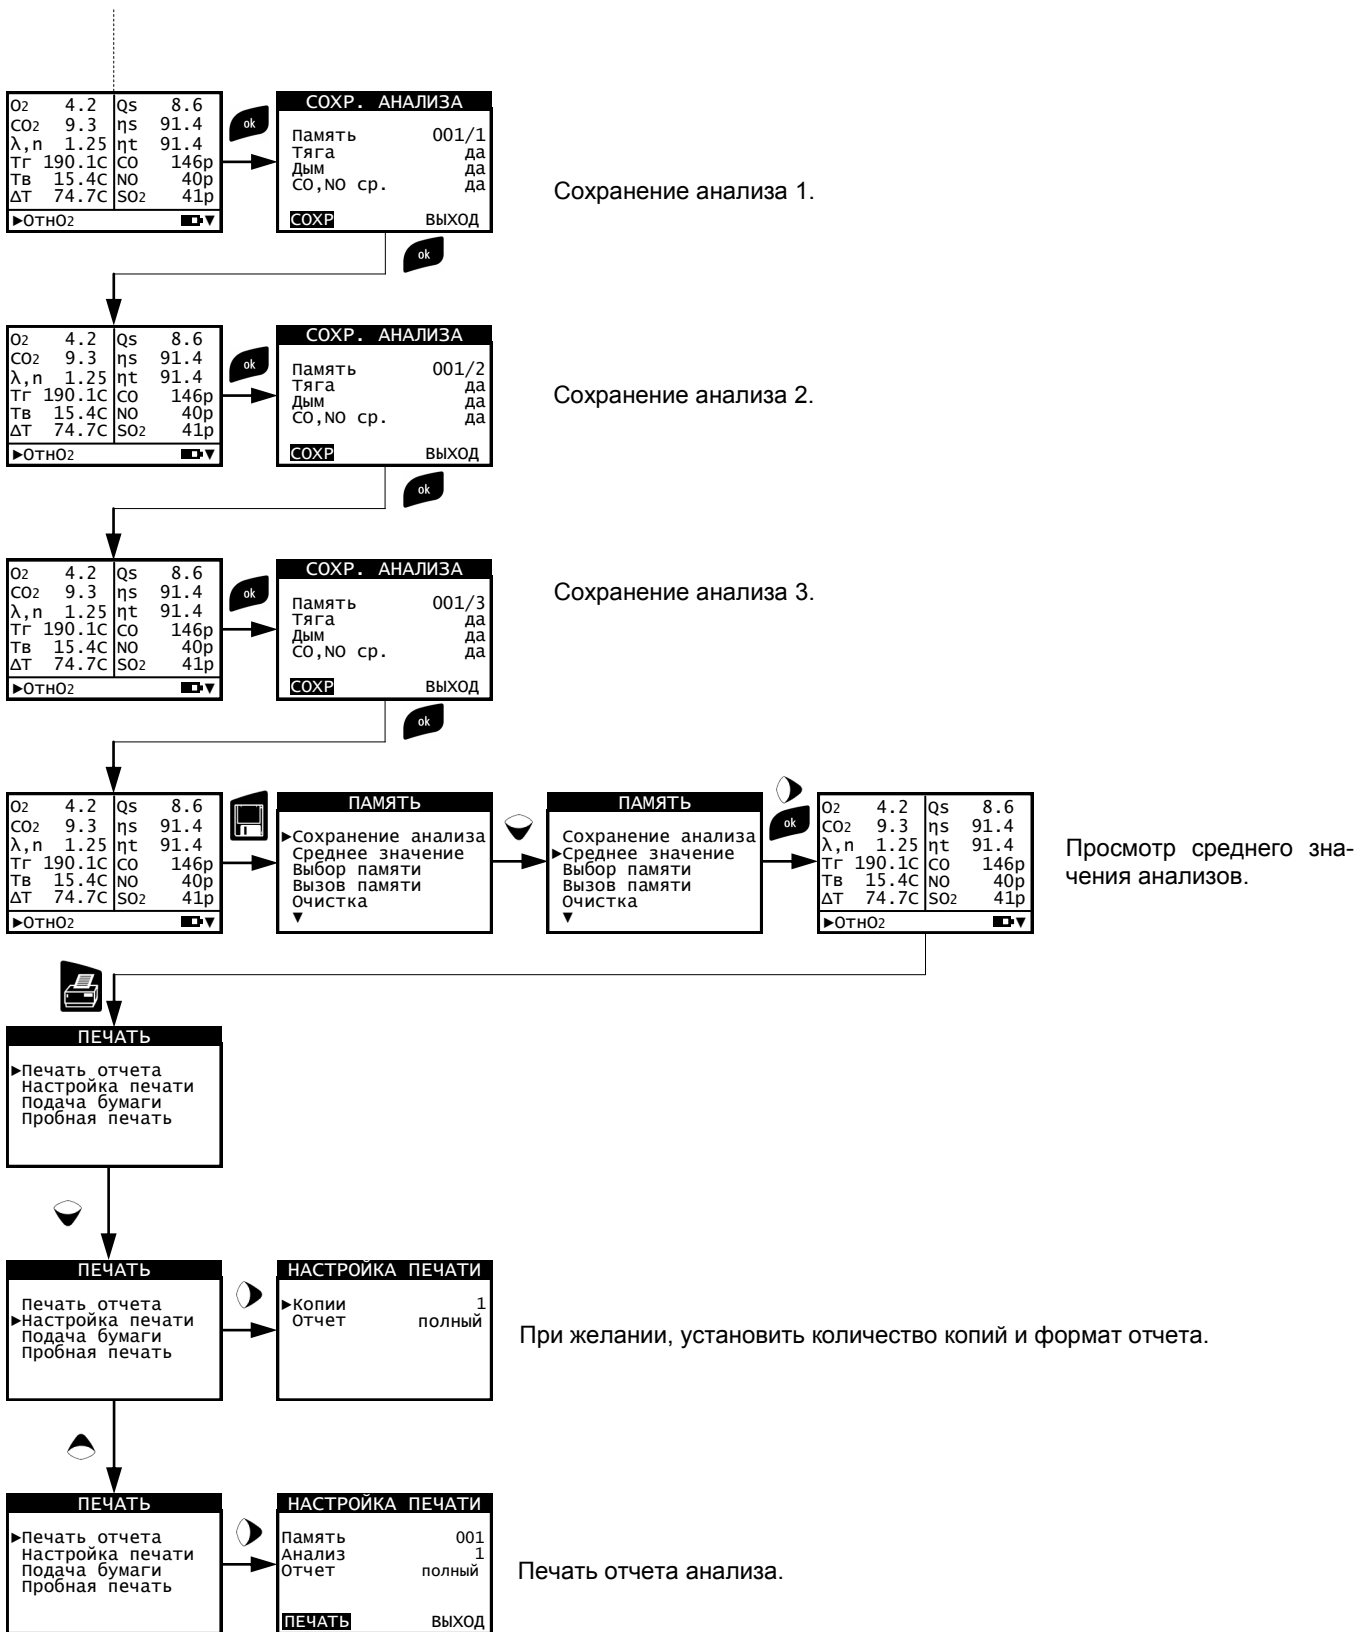 O2 4.2 Qs 8.6
CO2 9.3 ηs 91.4
λ,n 1.25 ηt 91.4
Тг 190.1C CO 146p
Тв 15.4C NO 40p
ΔT 74.7C SO2 41p
►ОтнO2 ▼
ok
СОХР. АНАЛИЗА
Память 001/1
Тяга да
Дым да
CO,NO ср. да
СОХР ВЫХОД
Сохранение анализа 1.
ok
O2 4.2 Qs 8.6
CO2 9.3 ηs 91.4
λ,n 1.25 ηt 91.4
Тг 190.1C CO 146p
Тв 15.4C NO 40p
ΔT 74.7C SO2 41p
►ОтнO2 ▼
ok
СОХР. АНАЛИЗА
Память 001/2
Тяга да
Дым да
CO,NO ср. да
СОХР ВЫХОД
Сохранение анализа 2.
ok
O2 4.2 Qs 8.6
CO2 9.3 ηs 91.4
λ,n 1.25 ηt 91.4
Тг 190.1C CO 146p
Тв 15.4C NO 40p
ΔT 74.7C SO2 41p
►ОтнO2 ▼
ok
СОХР. АНАЛИЗА
Память 001/3
Тяга да
Дым да
CO,NO ср. да
СОХР ВЫХОД
Сохранение анализа 3.
ok
O2 4.2 Qs 8.6
CO2 9.3 ηs 91.4
λ,n 1.25 ηt 91.4
Тг 190.1C CO 146p
Тв 15.4C NO 40p
ΔT 74.7C SO2 41p
►ОтнO2 ▼
ПАМЯТЬ
►Сохранение анализа
Среднее значение
Выбор памяти
Вызов памяти
Очистка
▼
ПАМЯТЬ
Сохранение анализа
►Среднее значение
Выбор памяти
Вызов памяти
Очистка
▼
ok
O2 4.2 Qs 8.6
CO2 9.3 ηs 91.4
λ,n 1.25 ηt 91.4
Тг 190.1C CO 146p
Тв 15.4C NO 40p
ΔT 74.7C SO2 41p
►ОтнO2 ▼
Просмотр среднего зна-
чения анализов.
ПЕЧАТЬ
►Печать отчета
Настройка печати
Подача бумаги
Пробная печать
ПЕЧАТЬ
Печать отчета
►Настройка печати
Подача бумаги
Пробная печать
НАСТРОЙКА ПЕЧАТИ
►Копии 1
Отчет полный
При желании, установить количество копий и формат отчета.
ПЕЧАТЬ
►Печать отчета
Настройка печати
Подача бумаги
Пробная печать
НАСТРОЙКА ПЕЧАТИ
Память 001
Анализ 1
Отчет полный
ПЕЧАТЬ ВЫХОД
Печать отчета анализа.